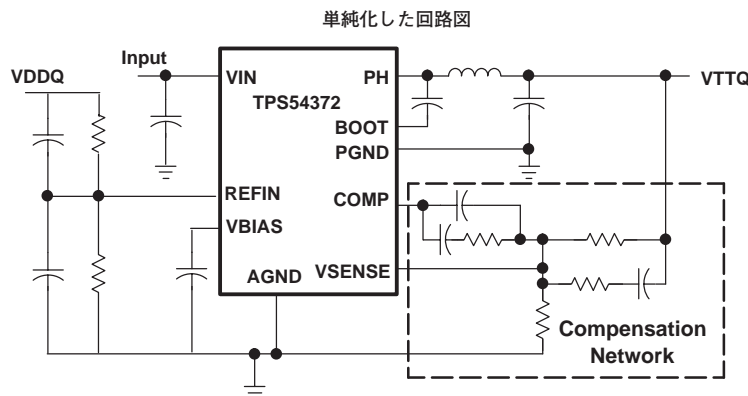 単純化した回路図
Input
VDDQ
VIN
PH
VTTQ
TPS54372
BOOT
PGND
REFIN
COMP
VBIAS
AGND
VSENSE
Compensation
Network